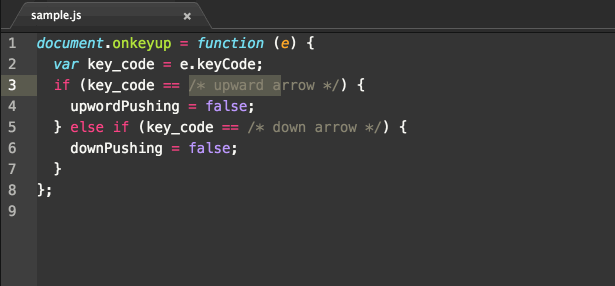 sample.js ×
1 document.onkeyup = function (e) {
2   var key_code = e.keyCode;
3   if (key_code == /* upward arrow */) {
4     upwordPushing = false;
5   } else if (key_code == /* down arrow */) {
6     downPushing = false;
7   }
8 };
9